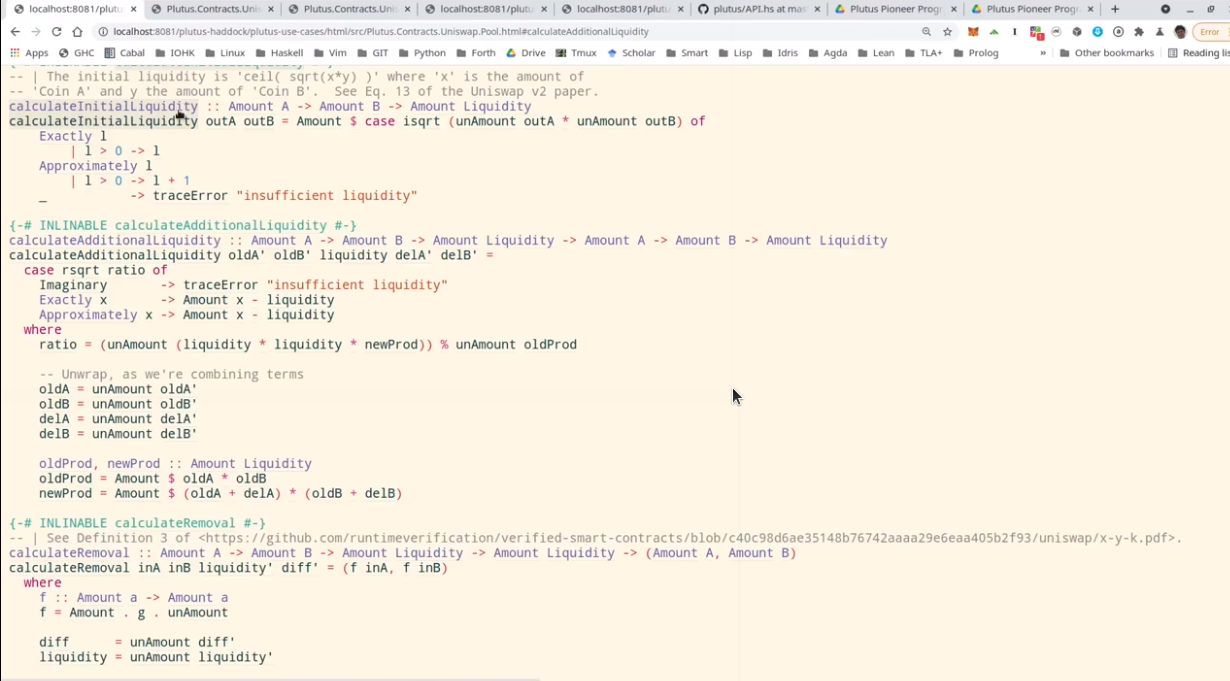 localhost:8081/plutu
Plutus.Contracts.Uni
Plutus.Contracts.Uni
localhost:8081/plutu
localhost:8081/plutu
plutus/API.hs at mas
Plutus Pioneer Prog
Plutus Pioneer Prog
localhost:8081/plutus-haddock/plutus-use-cases/html/src/Plutus.Contracts.Uniswap.Pool.html#calculateAdditionalLiquidity
Error
Apps GHC Cabal IOHK Linux Haskell Vim GIT Python Forth Drive Tmux Scholar Smart Lisp Idris Agda Lean TLA+ Prolog » Other bookmarks Reading lis
-- | The initial liquidity is 'ceil( sqrt(x*y) )' where 'x' is the amount of
-- 'Coin A' and y the amount of 'Coin B'.  See Eq. 13 of the Uniswap v2 paper.
calculateInitialLiquidity :: Amount A -> Amount B -> Amount Liquidity
calculateInitialLiquidity outA outB = Amount $ case isqrt (unAmount outA * unAmount outB) of
    Exactly l
        | l > 0 -> l
    Approximately l
        | l > 0 -> l + 1
    _           -> traceError "insufficient liquidity"
{-# INLINABLE calculateAdditionalLiquidity #-}
calculateAdditionalLiquidity :: Amount A -> Amount B -> Amount Liquidity -> Amount A -> Amount B -> Amount Liquidity
calculateAdditionalLiquidity oldA' oldB' liquidity delA' delB' =
  case rsqrt ratio of
    Imaginary       -> traceError "insufficient liquidity"
    Exactly x       -> Amount x - liquidity
    Approximately x -> Amount x - liquidity
  where
    ratio = (unAmount (liquidity * liquidity * newProd)) % unAmount oldProd
    -- Unwrap, as we're combining terms
    oldA = unAmount oldA'
    oldB = unAmount oldB'
    delA = unAmount delA'
    delB = unAmount delB'
    oldProd, newProd :: Amount Liquidity
    oldProd = Amount $ oldA * oldB
    newProd = Amount $ (oldA + delA) * (oldB + delB)
{-# INLINABLE calculateRemoval #-}
-- | See Definition 3 of <https://github.com/runtimeverification/verified-smart-contracts/blob/c40c98d6ae35148b76742aaaa29e6eaa405b2f93/uniswap/x-y-k.pdf>.
calculateRemoval :: Amount A -> Amount B -> Amount Liquidity -> Amount Liquidity -> (Amount A, Amount B)
calculateRemoval inA inB liquidity' diff' = (f inA, f inB)
  where
    f :: Amount a -> Amount a
    f = Amount . g . unAmount
    diff      = unAmount diff'
    liquidity = unAmount liquidity'